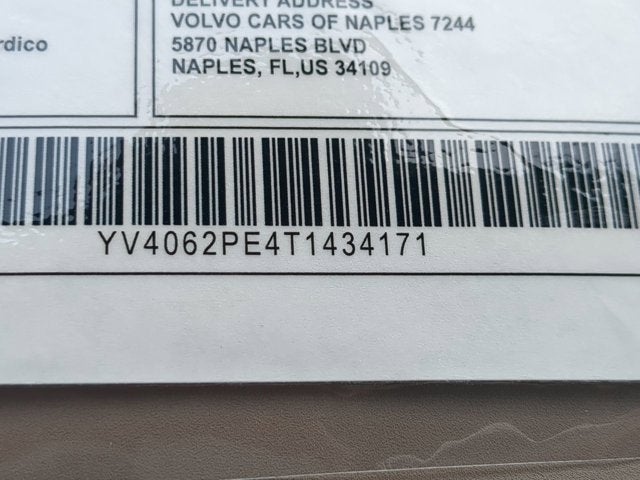 rdico
DELIVERY ADDRESS
VOLVO CARS OF NAPLES 7244
5870 NAPLES BLVD
NAPLES, FL,US 34109
YV4062PE4T1434171